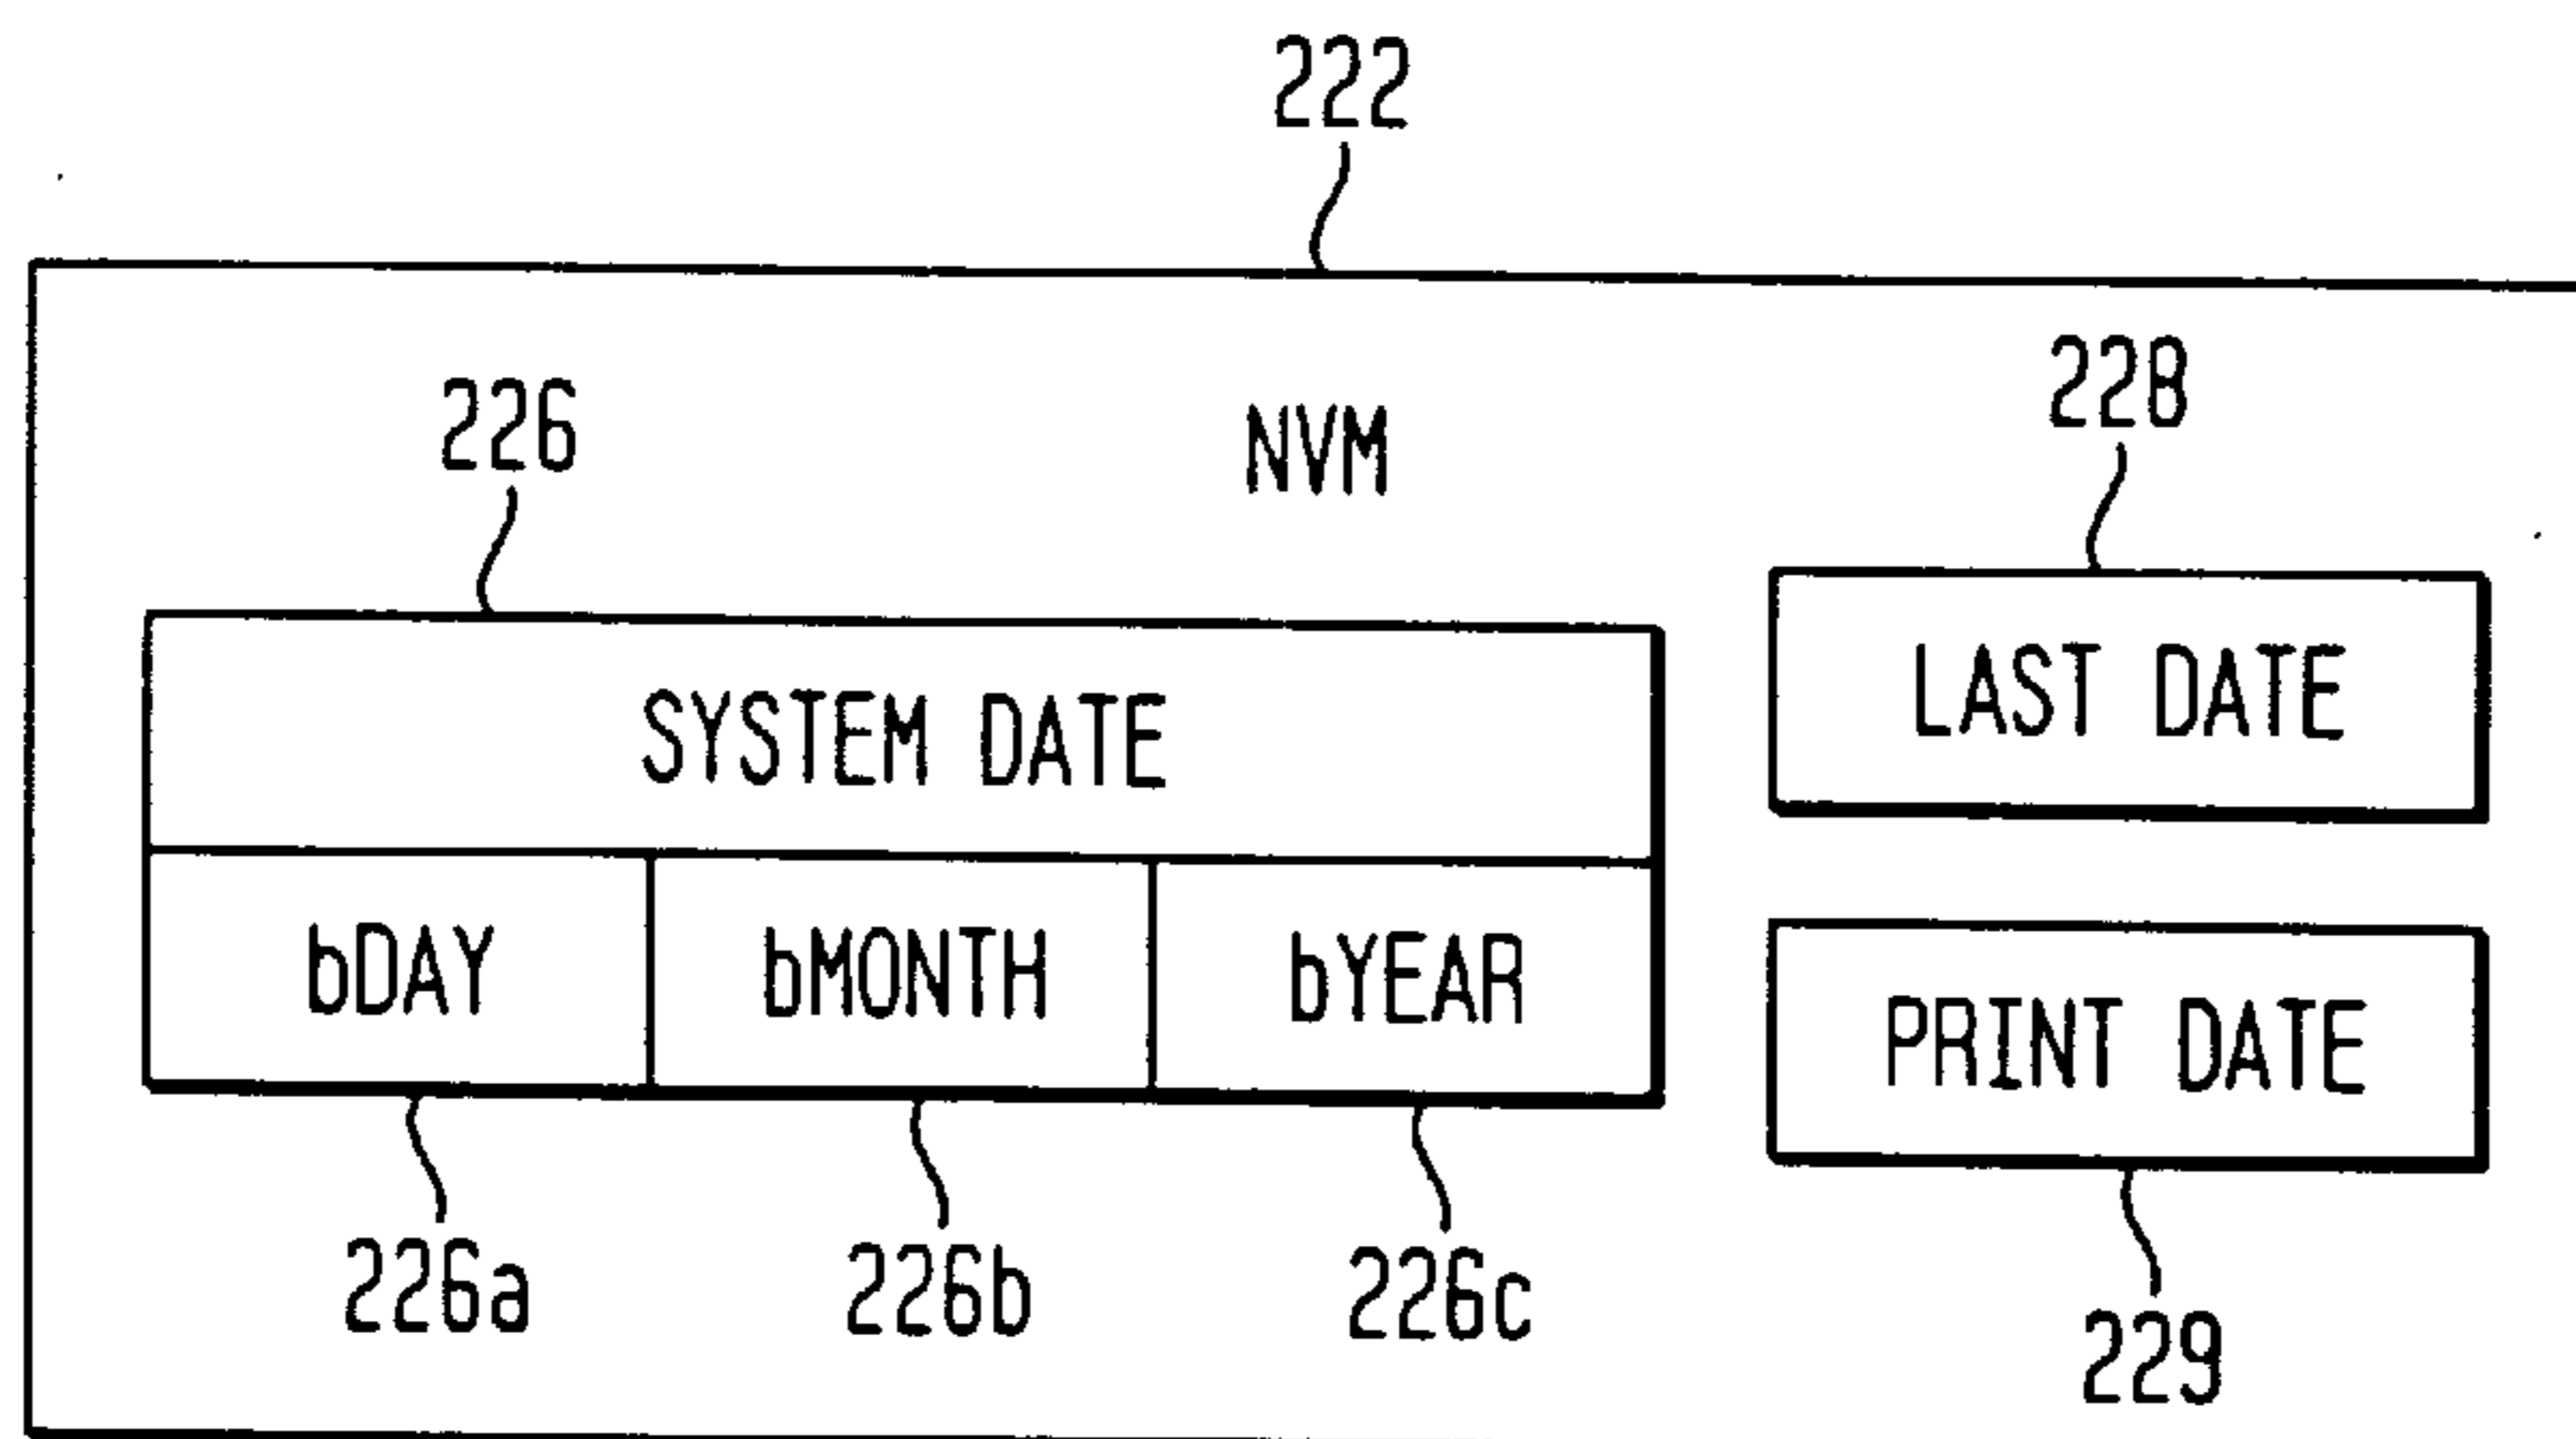 222
NVM
226
228
SYSTEM DATE
LAST DATE
bDAY bMONTH bYEAR
PRINT DATE
226a 226b 226c
229